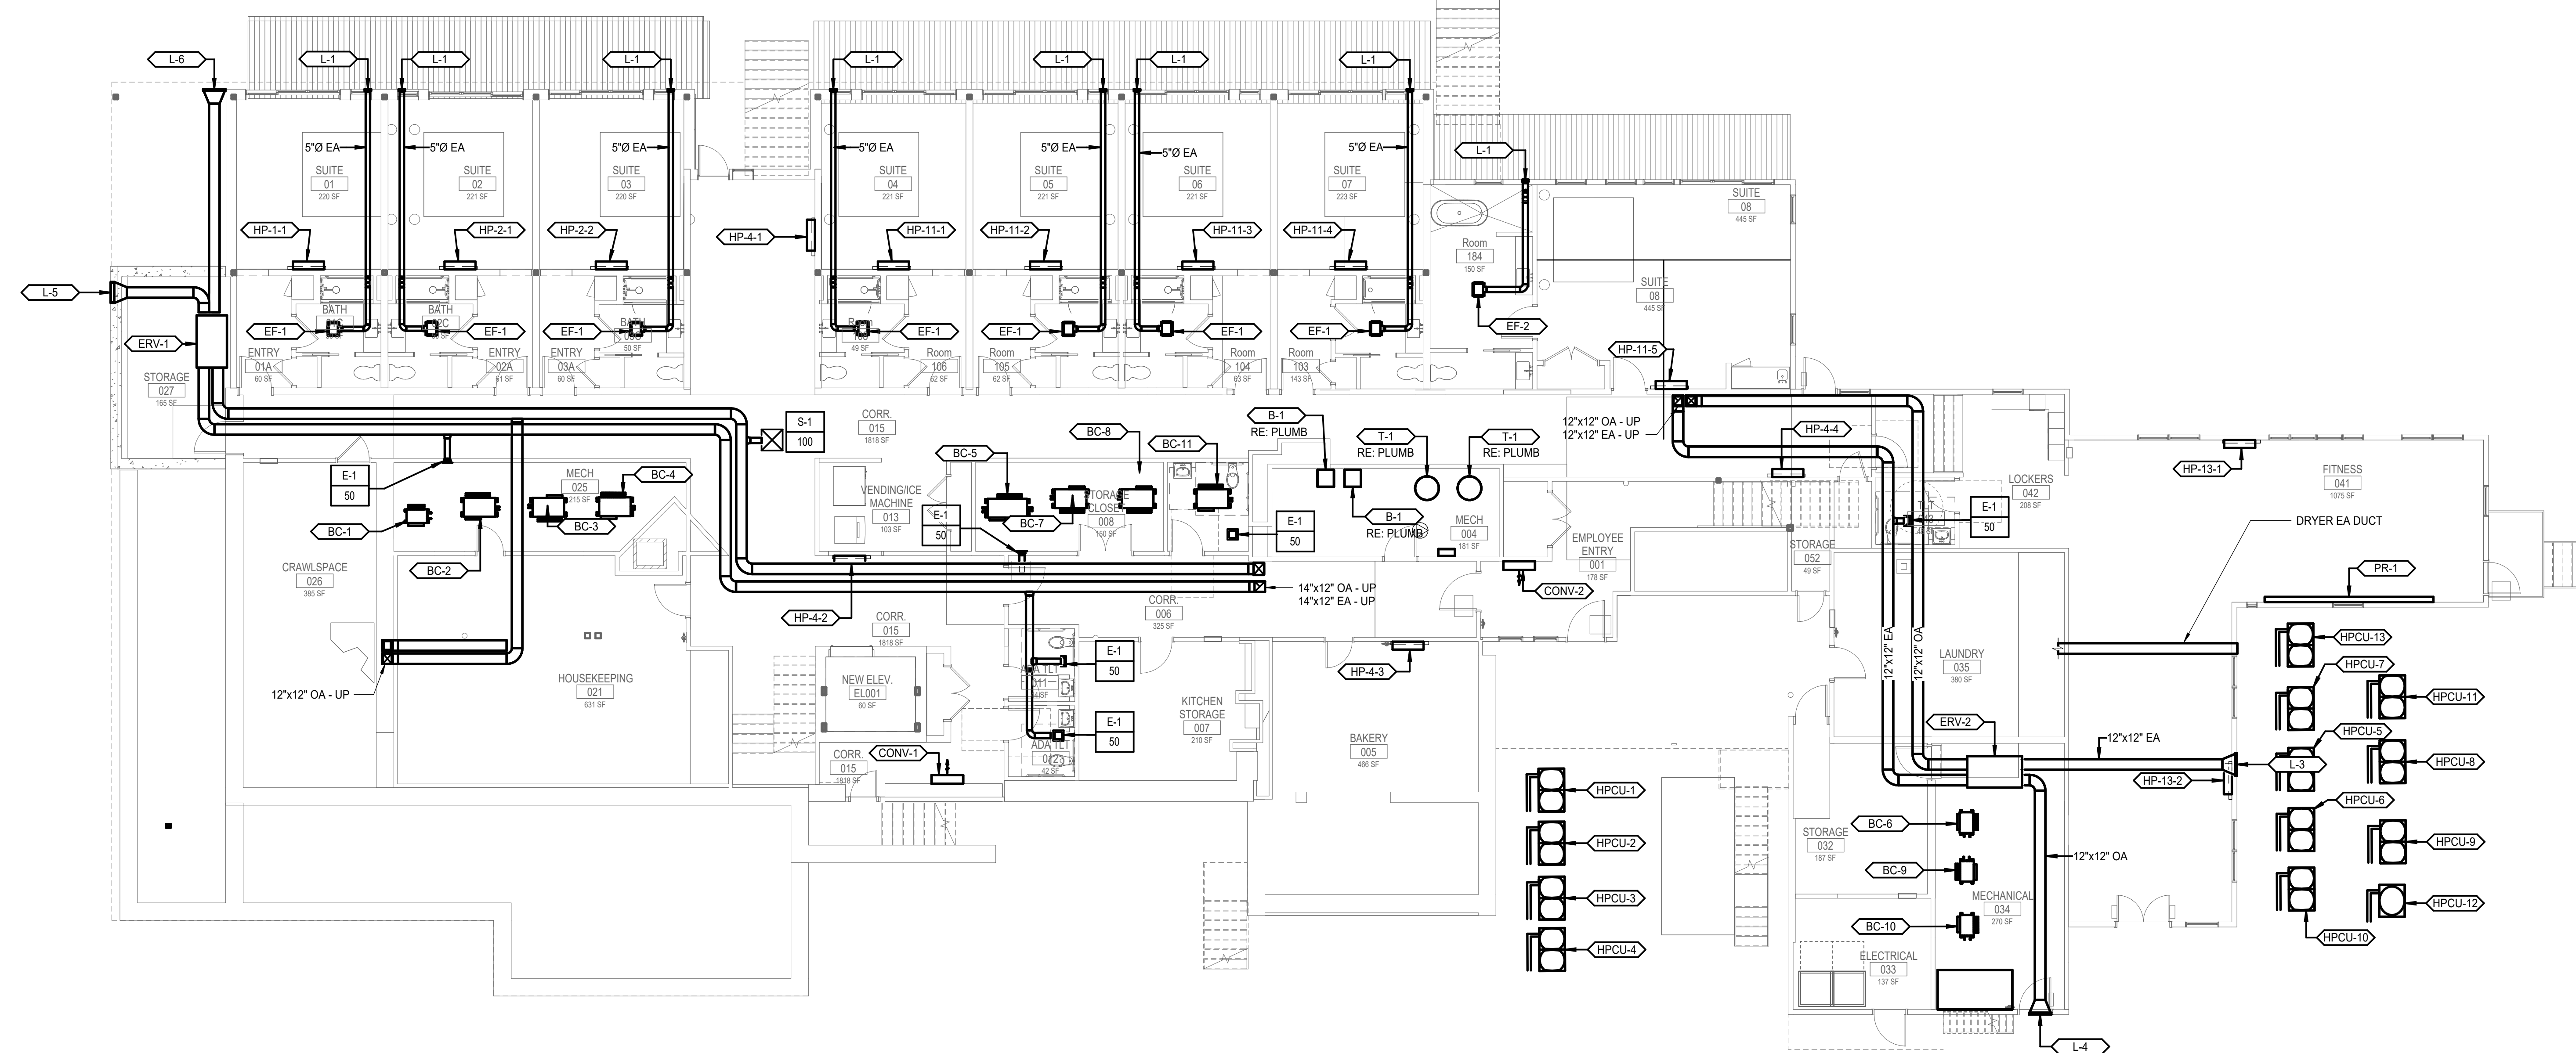 L-6
L-1
L-1
L-1
L-1
L-1
L-1
L-1
5"Ø EA
5"Ø EA
5"Ø EA
5"Ø EA
5"Ø EA
5"Ø EA
5"Ø EA
L-1
SUITE
01
220 SF
SUITE
02
221 SF
SUITE
03
220 SF
SUITE
04
221 SF
SUITE
05
221 SF
SUITE
06
221 SF
SUITE
07
223 SF
SUITE
08
445 SF
HP-1-1
HP-2-1
HP-2-2
HP-4-1
HP-11-1
HP-11-2
HP-11-3
HP-11-4
Room
184
150 SF
SUITE
08
445 SF
L-5
BATH
BATH
EF-1
EF-1
EF-1
EF-1
EF-1
EF-1
EF-1
EF-2
50 SF
49 SF
ERV-1
ENTRY
01A
60 SF
ENTRY
02A
61 SF
ENTRY
03A
60 SF
Room
106
62 SF
Room
105
62 SF
Room
104
63 SF
Room
103
143 SF
HP-11-5
STORAGE
027
165 SF
S-1
100
CORR.
015
1818 SF
B-1
RE: PLUMB
T-1
RE: PLUMB
T-1
RE: PLUMB
12"x12" OA - UP
12"x12" EA - UP
HP-4-4
HP-13-1
E-1
50
MECH
025
215 SF
BC-4
BC-5
BC-8
BC-11
BC-1
BC-2
BC-3
VENDING/ICE
MACHINE
013
103 SF
E-1
50
BC-7
STORAGE
CLOSET
008
150 SF
E-1
50
B-1
RE: PLUMB
MECH
004
181 SF
EMPLOYEE
ENTRY
001
178 SF
STORAGE
052
49 SF
LOCKERS
042
208 SF
E-1
50
FITNESS
041
1075 SF
DRYER EA DUCT
PR-1
CRAWLSPACE
026
385 SF
CONV-2
14"x12" OA - UP
14"x12" EA - UP
HP-4-2
CORR.
015
1818 SF
CORR.
006
325 SF
HP-4-3
E-1
50
E-1
50
12"x12" OA - UP
HOUSEKEEPING
021
631 SF
NEW ELEV.
EL001
60 SF
ADA TLT
42 SF
KITCHEN
STORAGE
007
210 SF
BAKERY
005
466 SF
CORR.
015
1818 SF
CONV-1
12"x12" EA
12"x12" OA
LAUNDRY
035
380 SF
ERV-2
12"x12" EA
L-3
HP-13-2
HPCU-13
HPCU-7
HPCU-11
HPCU-5
HPCU-8
HPCU-6
HPCU-9
HPCU-12
HPCU-10
HPCU-1
HPCU-2
HPCU-3
HPCU-4
BC-6
BC-9
BC-10
STORAGE
032
187 SF
MECHANICAL
034
270 SF
12"x12" OA
ELECTRICAL
033
137 SF
L-4